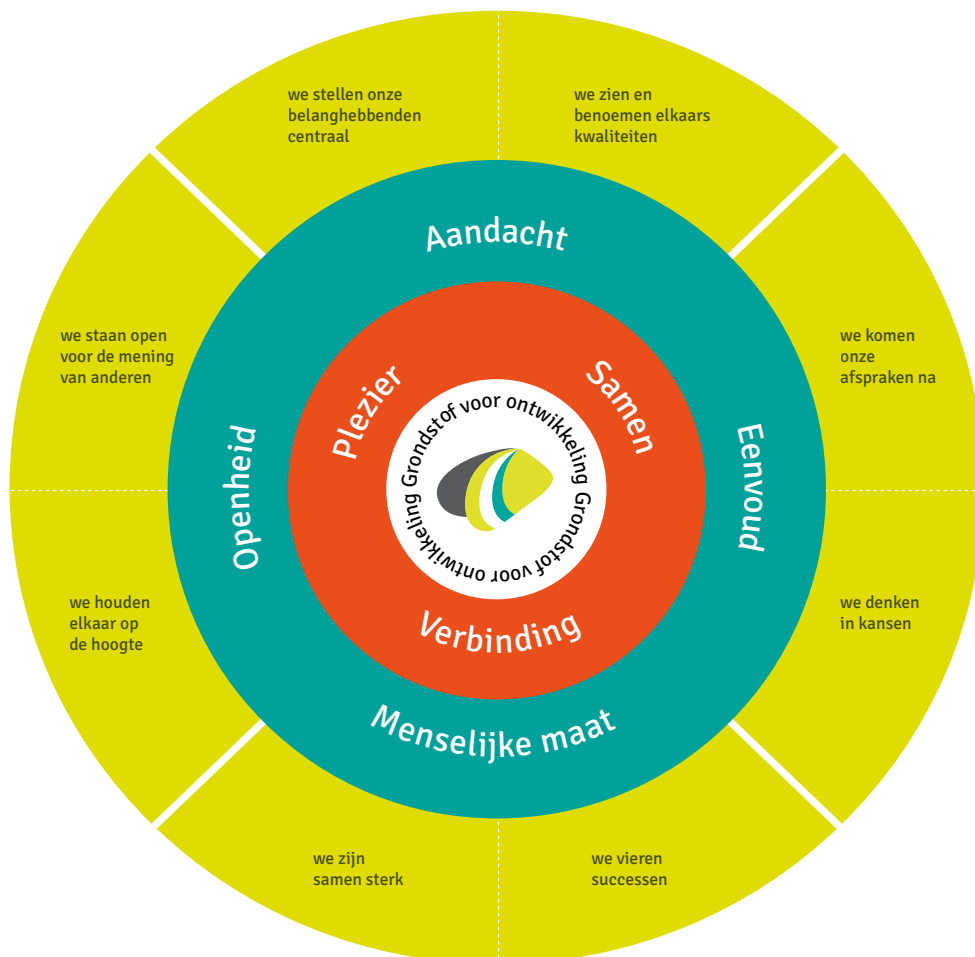 we stellen onze
belanghebbenden
centraal
we zien en
benoemen elkaars
kwaliteiten
Aandacht
we staan open
voor de mening
van anderen
we komen
onze
afspraken na
Plezier
Samen
Grondstof voor ontwikkeling Grondstof voor ontwikkeling
Openheid
Eenvoud
we houden
elkaar op
de hoogte
we denken
in kansen
Verbinding
Menselijke maat
we zijn
samen sterk
we vieren
successen